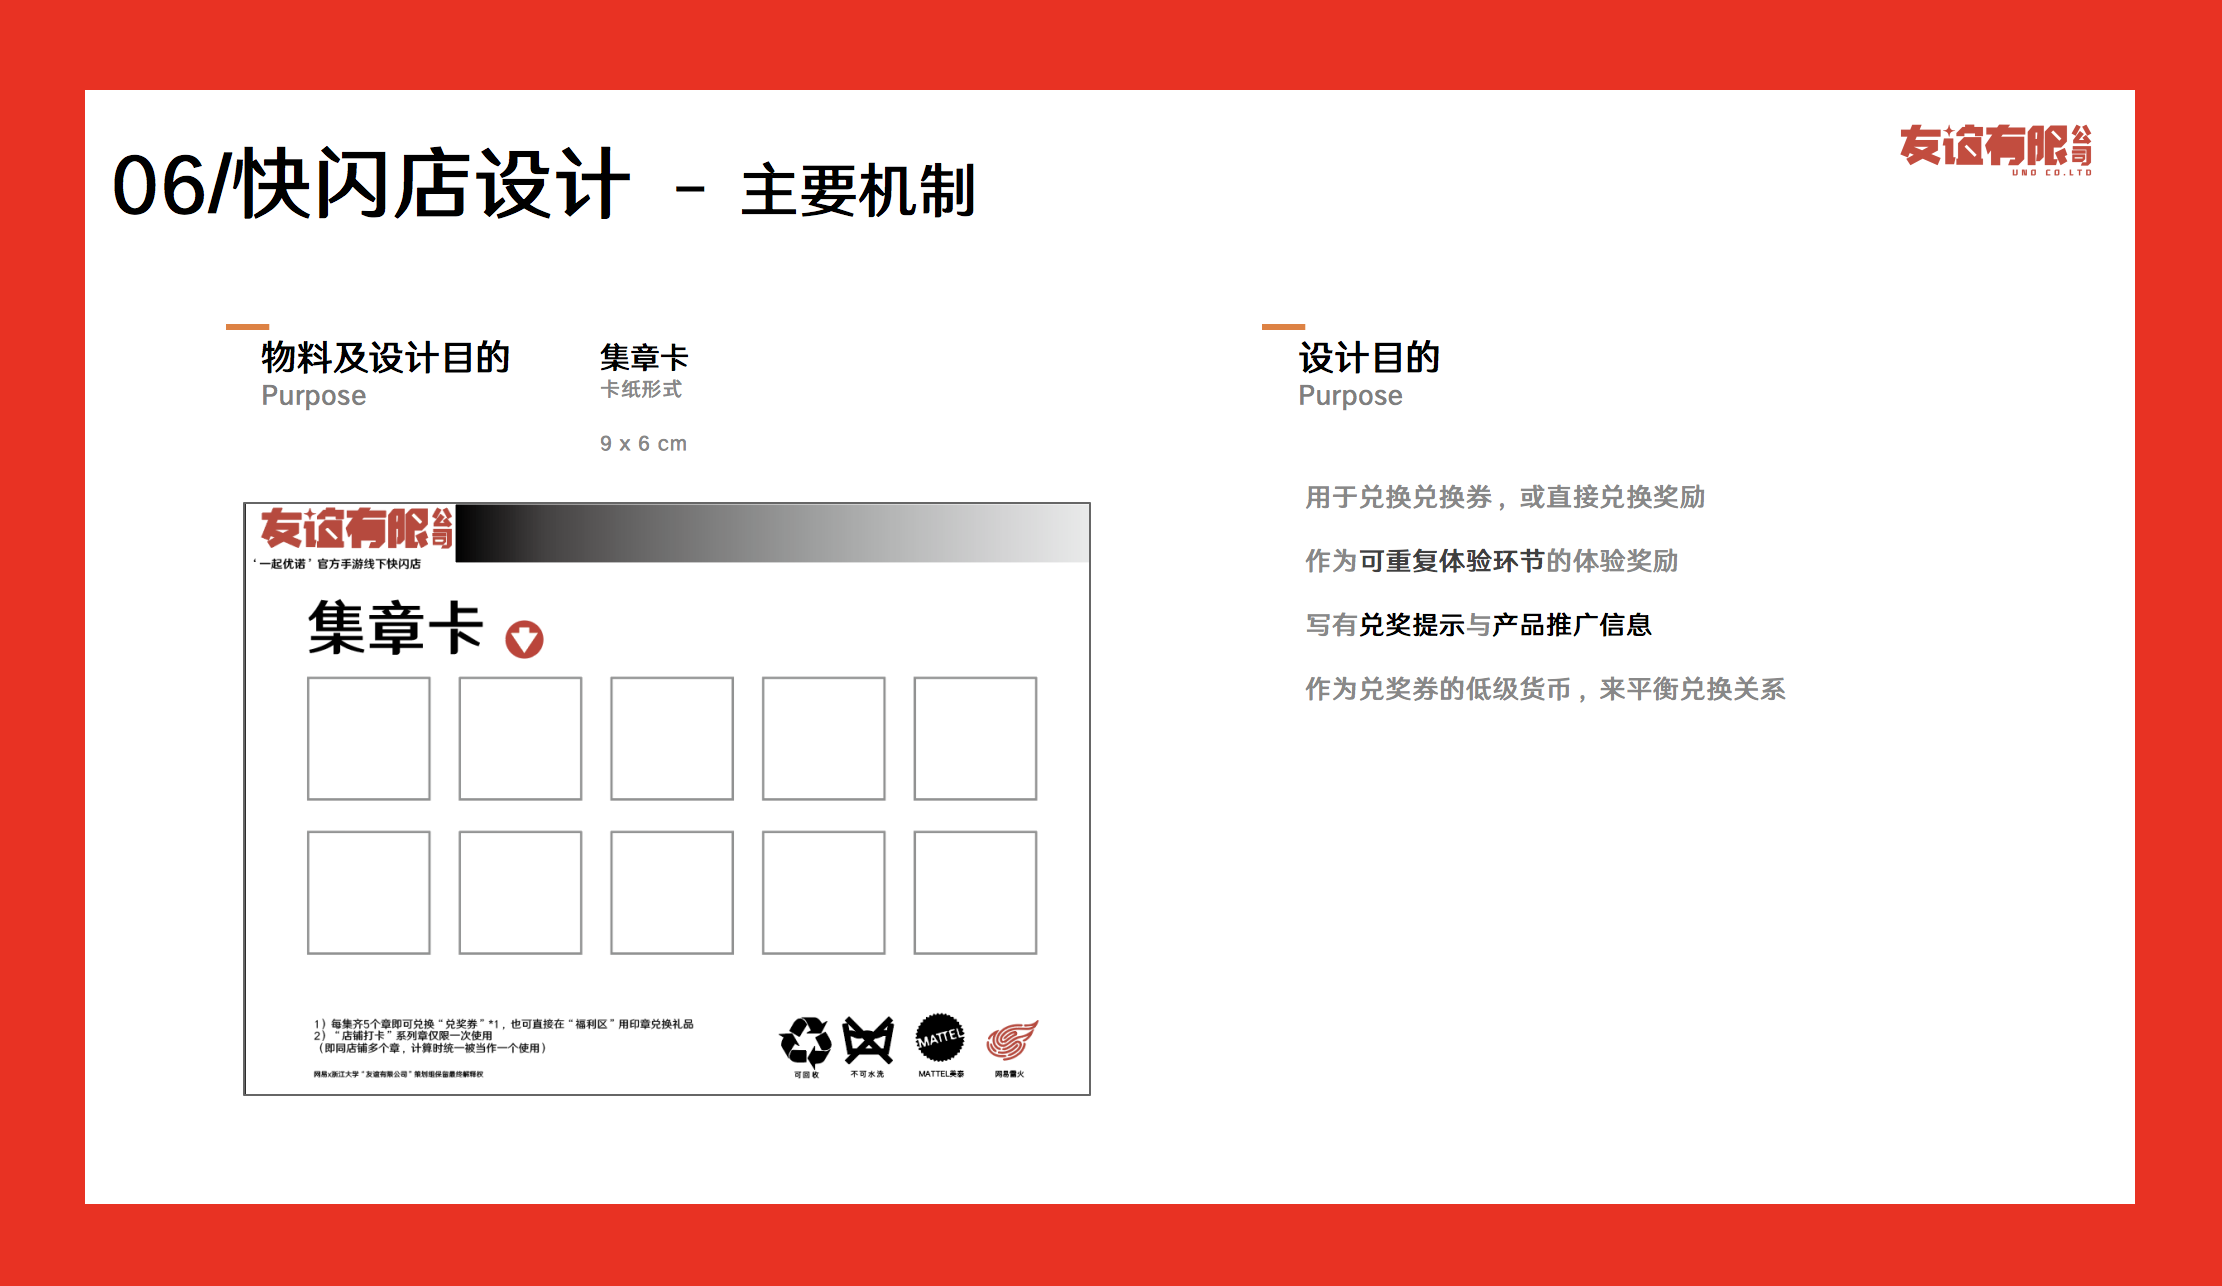 06/快闪店设计 - 主要机制
友谊有限公司
UNO CO.LTD
物料及设计目的
Purpose
集章卡
卡纸形式
9 x 6 cm
友谊有限公司
‘一起优诺’官方手游线下快闪店
集章卡
1）每集齐5个章即可兑换“兑奖券”*1，也可直接在“福利区”用印章兑换礼品
2）“店铺打卡”系列章仅限一次使用
（即同店铺多个章，计算时统一被当作一个使用）
网易x浙江大学“友谊有限公司”策划组保留最终解释权
可回收
不可水洗
MATTEL
MATTEL美泰
网易雷火
设计目的
Purpose
用于兑换兑换券，或直接兑换奖励
作为可重复体验环节的体验奖励
写有兑奖提示与产品推广信息
作为兑奖券的低级货币，来平衡兑换关系